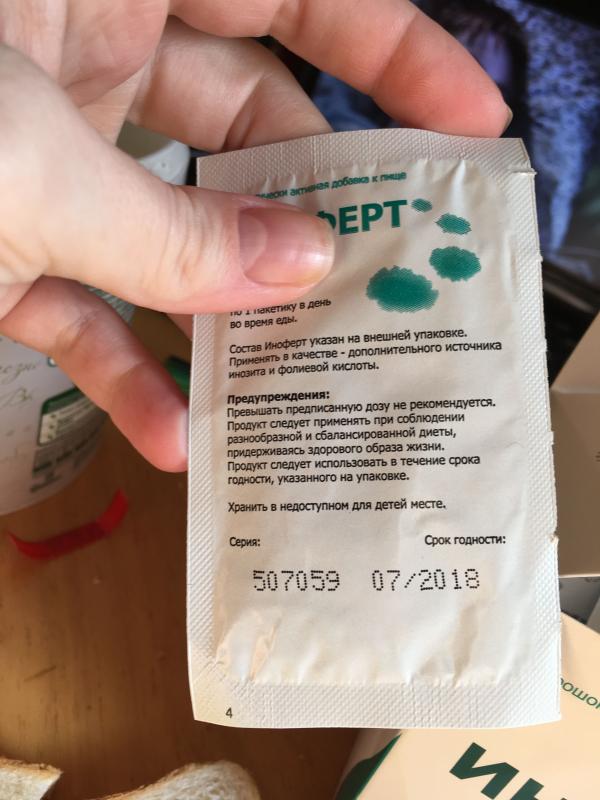 активная добавка к пище
ФЕРТ
по 1 пакетику в день
во время еды.
Состав Иноферт указан на внешней упаковке.
Применять в качестве - дополнительного источника
инозита и фолиевой кислоты.
Предупреждения:
Превышать предписанную дозу не рекомендуется.
Продукт следует применять при соблюдении
разнообразной и сбалансированной диеты,
придерживаясь здорового образа жизни.
Продукт следует использовать в течение срока
годности, указанного на упаковке.
Хранить в недоступном для детей месте.
Серия: Срок годности:
507059 07/2018
4
ИН